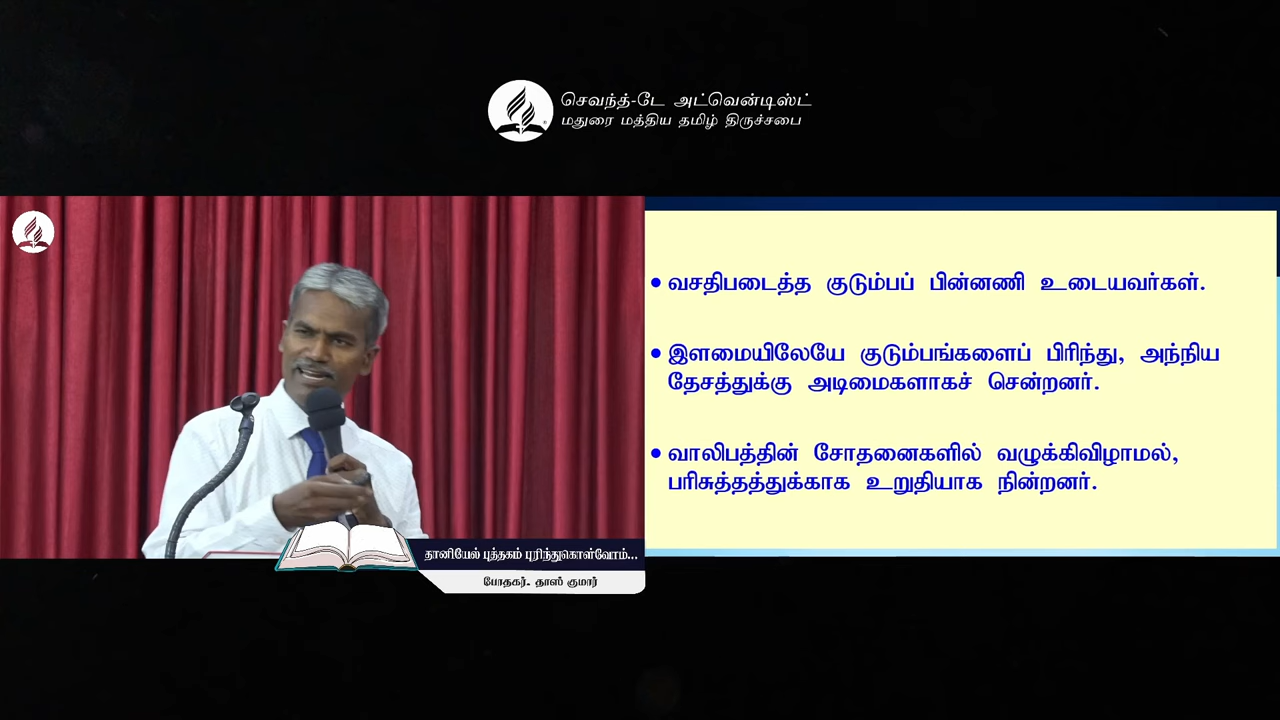 செவந்த்-டே அட்வென்டிஸ்ட்
மதுரை மத்திய தமிழ் திருச்சபை
• வசதிபடைத்த குடும்பப் பின்னணி உடையவர்கள்.
• இளமையிலேயே குடும்பங்களைப் பிரிந்து, அந்நிய
தேசத்துக்கு அடிமைகளாகச் சென்றனர்.
• வாலிபத்தின் சோதனைகளில் வழுக்கிவிழாமல்,
பரிசுத்தத்துக்காக உறுதியாக நின்றனர்.
தானியேல் புத்தகம் புரிந்துகொள்வோம்...
போதகர். தாஸ் குமார்